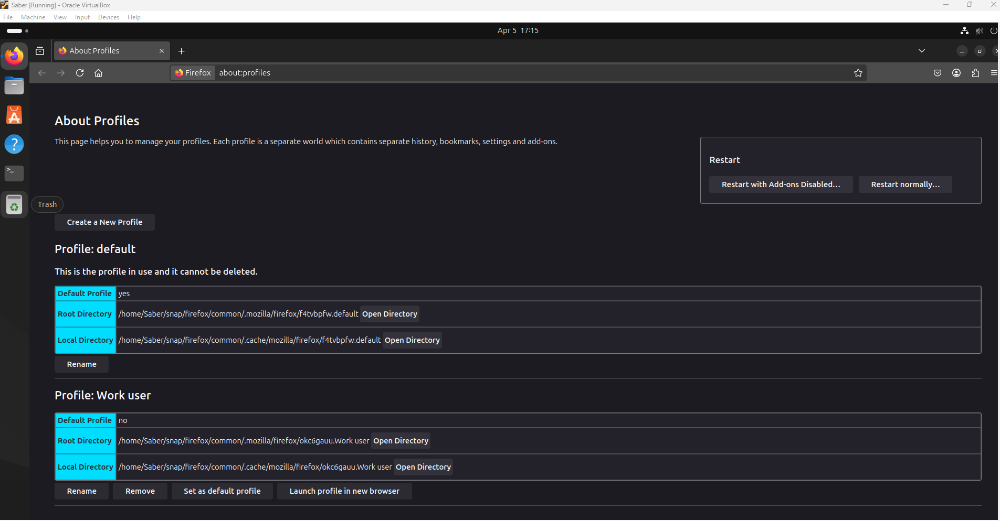 Saber [Running] - Oracle VirtualBox
File Machine View Input Devices Help
Apr 5 17:15
About Profiles
Firefox about:profiles
About Profiles
This page helps you to manage your profiles. Each profile is a separate world which contains separate history, bookmarks, settings and add-ons.
Restart
Restart with Add-ons Disabled… Restart normally…
Trash
Create a New Profile
Profile: default
This is the profile in use and it cannot be deleted.
Default Profile yes
Root Directory /home/Saber/snap/firefox/common/.mozilla/firefox/f4tvbpfw.default Open Directory
Local Directory /home/Saber/snap/firefox/common/.cache/mozilla/firefox/f4tvbpfw.default Open Directory
Rename
Profile: Work user
Default Profile no
Root Directory /home/Saber/snap/firefox/common/.mozilla/firefox/okc6gauu.Work user Open Directory
Local Directory /home/Saber/snap/firefox/common/.cache/mozilla/firefox/okc6gauu.Work user Open Directory
Rename Remove Set as default profile Launch profile in new browser